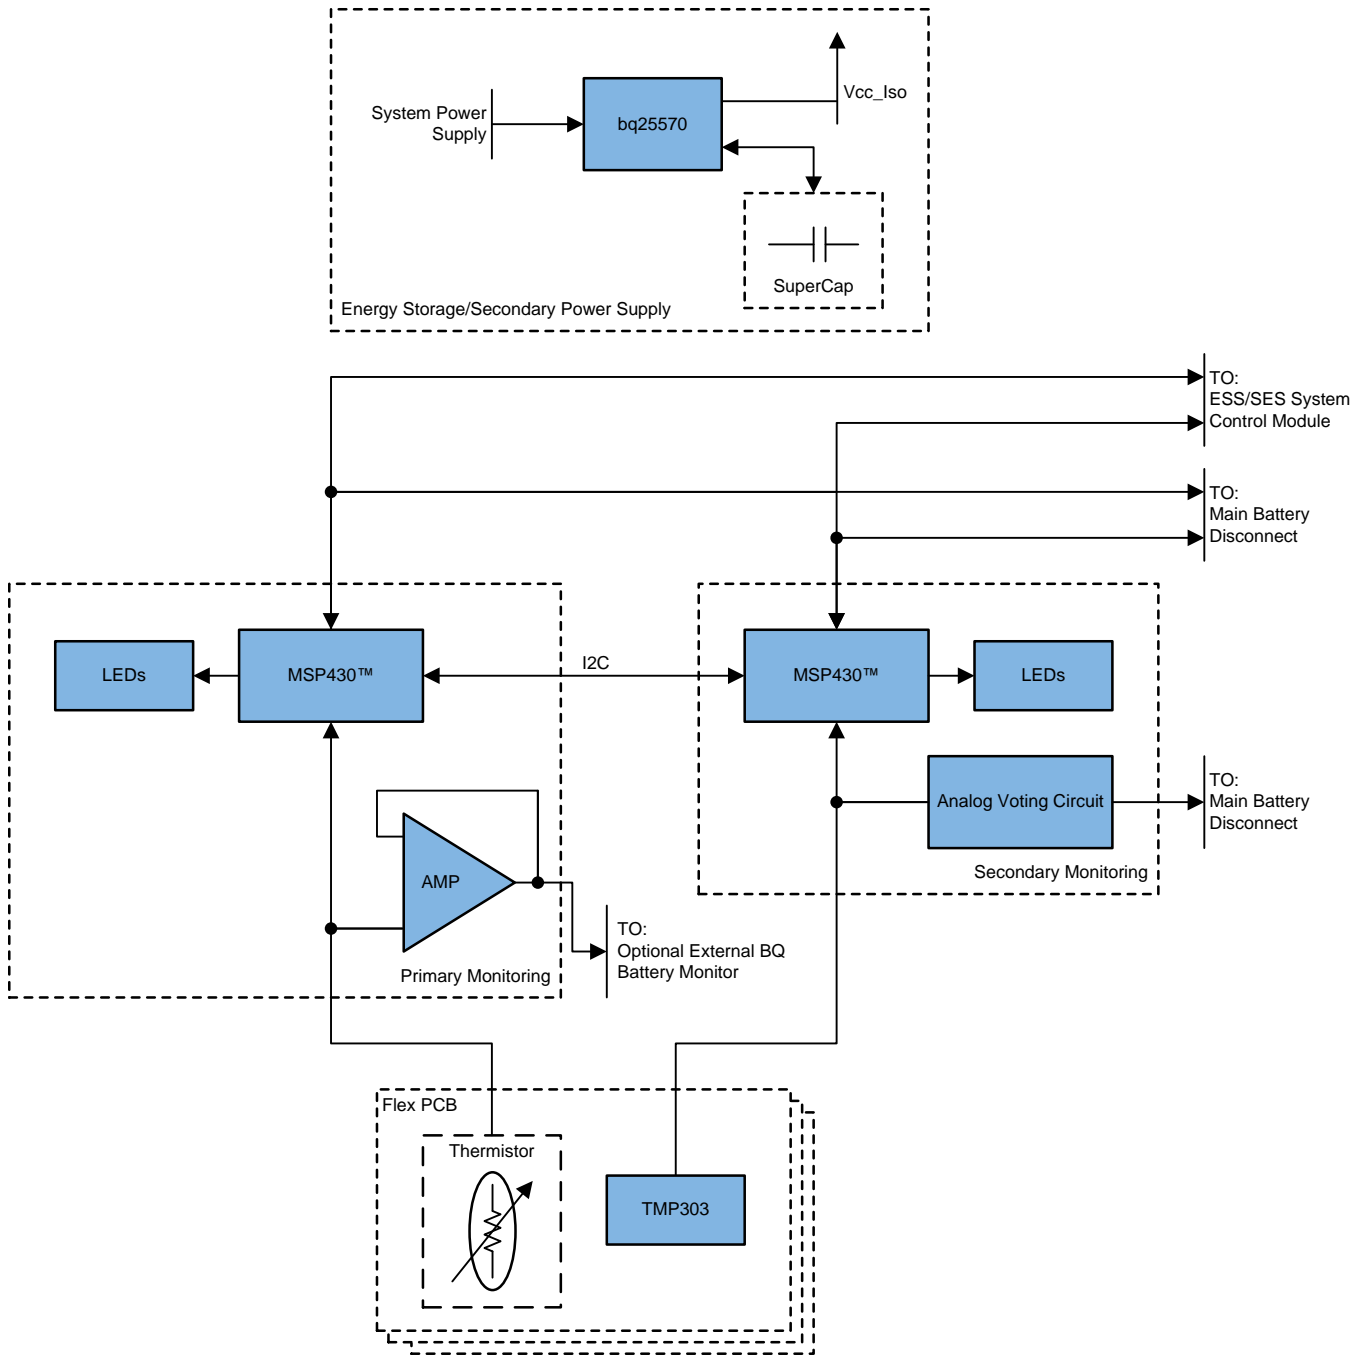 System Power
Supply
bq25570
Vcc_Iso
SuperCap
Energy Storage/Secondary Power Supply
TO:
ESS/SES System
Control Module
TO:
Main Battery
Disconnect
LEDs
MSP430™
I2C
MSP430™
LEDs
Analog Voting Circuit
TO:
Main Battery
Disconnect
Secondary Monitoring
AMP
TO:
Optional External BQ
Battery Monitor
Primary Monitoring
Flex PCB
Thermistor
TMP303